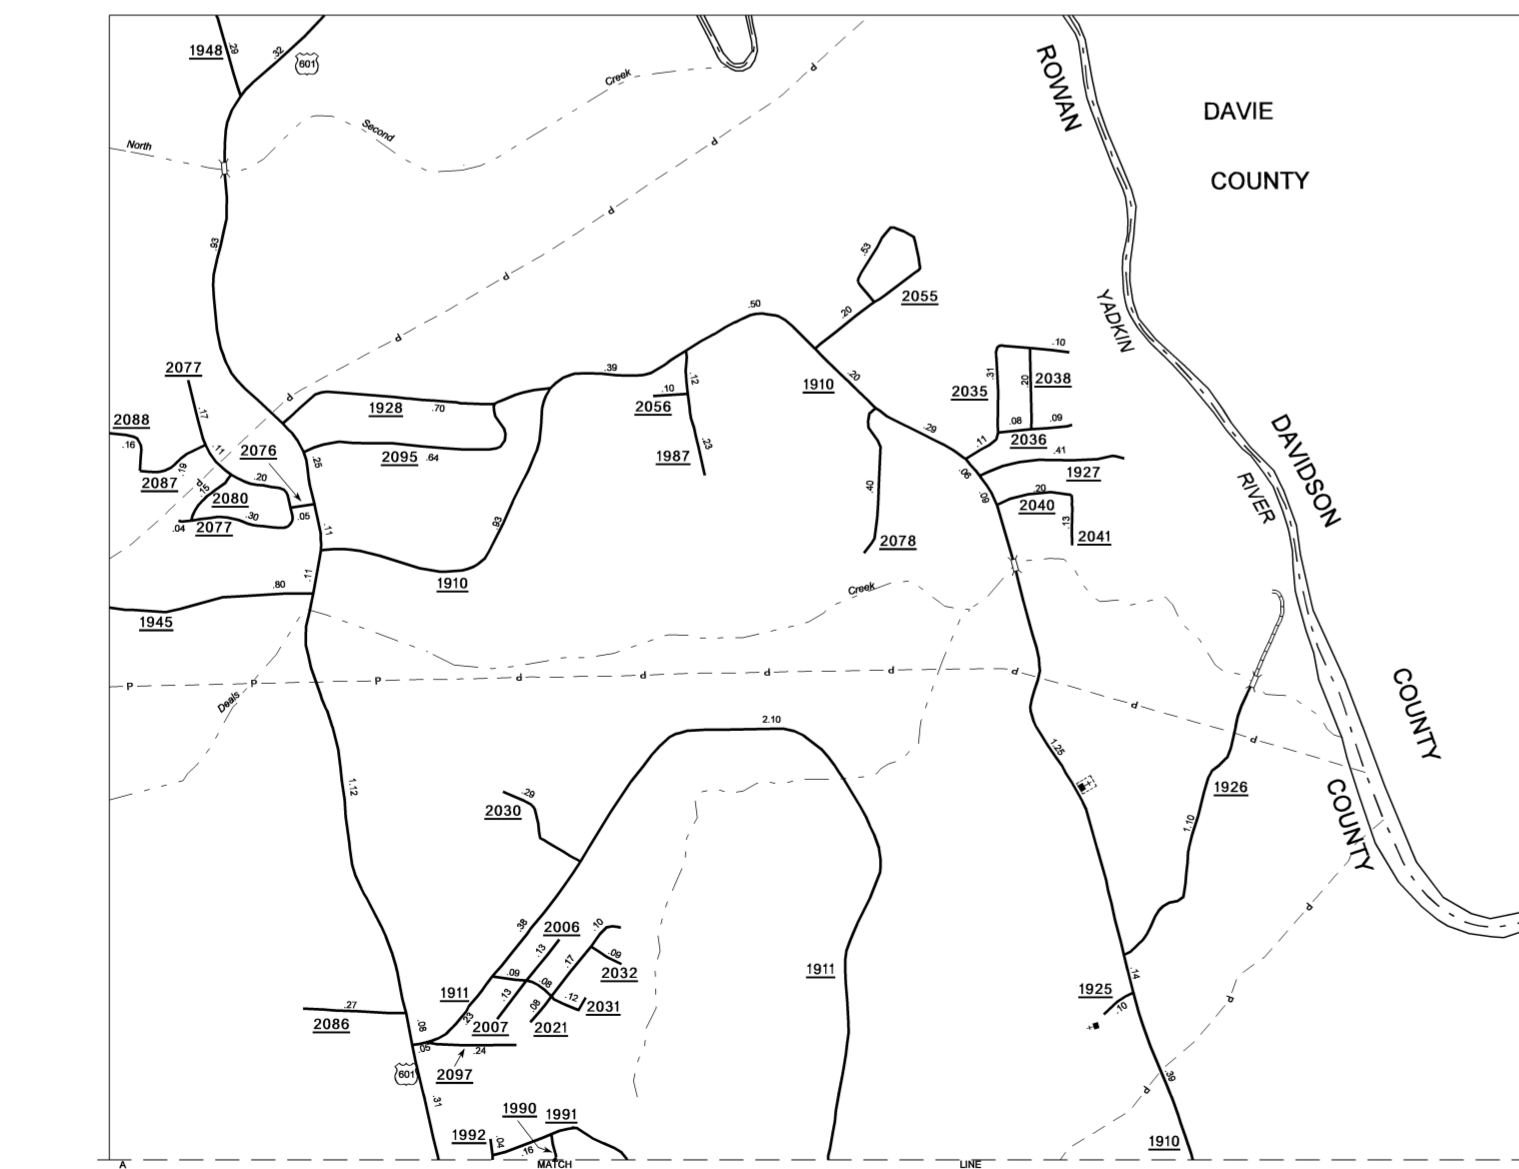 1948
.29
.32
601
Creek
P
ROWAN
DAVIE
COUNTY
North
Second
P
P
.93
P
.53
2055
.20
YADKIN
.50
P
2077
P
.17
1928
.70
.39
.10
.12
2056
1910
.20
.10
.31
.20
2038
2035
2088
.16
.11
2076
.25
2095
.64
.23
1987
.29
.11
.08
.09
2036
.41
1927
DAVIDSON
2087
.19
P
.15
.20
2080
.05
.30
.04
2077
.11
.93
.40
.06
.09
.20
2040
.13
2041
RIVER
2078
.11
.80
1910
1945
Creek
Deals
P
P
P
P
P
P
P
P
P
P
COUNTY
2.10
1.25
1.12
COUNTY
1926
1.10
.29
2030
.38
2006
.10
.13
.17
.09
2032
P
.09
.08
.12
1911
.13
.08
2031
1911
.14
1925
.10
P
.27
2086
.08
.23
2007
2021
.05
.24
2097
601
.39
P
.31
1990
1991
1992
.04
.16
1910
A
MATCH
LINE